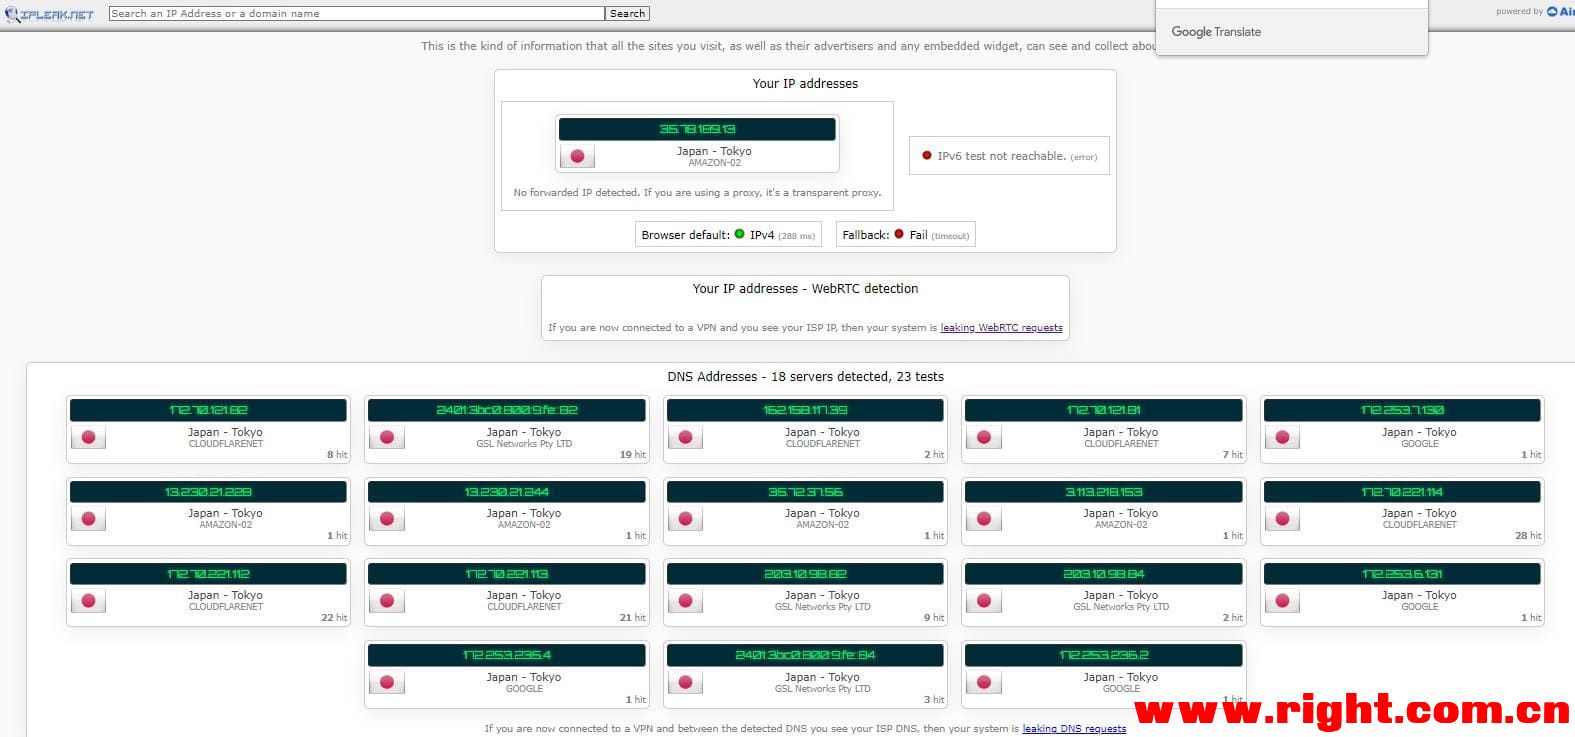 IPLEAK.NET
Search an IP Address or a domain name
Search
powered by Air
Google Translate
This is the kind of information that all the sites you visit, as well as their advertisers and any embedded widget, can see and collect abou
Your IP addresses
35.78.189.13
Japan - Tokyo
AMAZON-02
No forwarded IP detected. If you are using a proxy, it's a transparent proxy.
IPv6 test not reachable. (error)
Browser default: IPv4 (288 ms)
Fallback: Fail (timeout)
Your IP addresses - WebRTC detection
If you are now connected to a VPN and you see your ISP IP, then your system is leaking WebRTC requests
DNS Addresses - 18 servers detected, 23 tests
172.70.121.82
Japan - Tokyo
CLOUDFLARENET
8 hit
2401:3bc0:800:9:fe::82
Japan - Tokyo
GSL Networks Pty LTD
19 hit
162.158.117.39
Japan - Tokyo
CLOUDFLARENET
2 hit
172.70.121.81
Japan - Tokyo
CLOUDFLARENET
7 hit
172.253.7.130
Japan - Tokyo
GOOGLE
1 hit
13.230.21.228
Japan - Tokyo
AMAZON-02
1 hit
13.230.21.244
Japan - Tokyo
AMAZON-02
1 hit
35.72.37.56
Japan - Tokyo
AMAZON-02
1 hit
3.113.218.153
Japan - Tokyo
AMAZON-02
1 hit
172.70.221.114
Japan - Tokyo
CLOUDFLARENET
28 hit
172.70.221.112
Japan - Tokyo
CLOUDFLARENET
22 hit
172.70.221.113
Japan - Tokyo
CLOUDFLARENET
21 hit
203.10.98.82
Japan - Tokyo
GSL Networks Pty LTD
9 hit
203.10.98.84
Japan - Tokyo
GSL Networks Pty LTD
2 hit
172.253.6.131
Japan - Tokyo
GOOGLE
1 hit
172.253.235.4
Japan - Tokyo
GOOGLE
1 hit
2401:3bc0:800:9:fe::84
Japan - Tokyo
GSL Networks Pty LTD
3 hit
172.253.236.2
Japan - Tokyo
GOOGLE
1 hit
www.right.com.cn
If you are now connected to a VPN and between the detected DNS you see your ISP DNS, then your system is leaking DNS requests